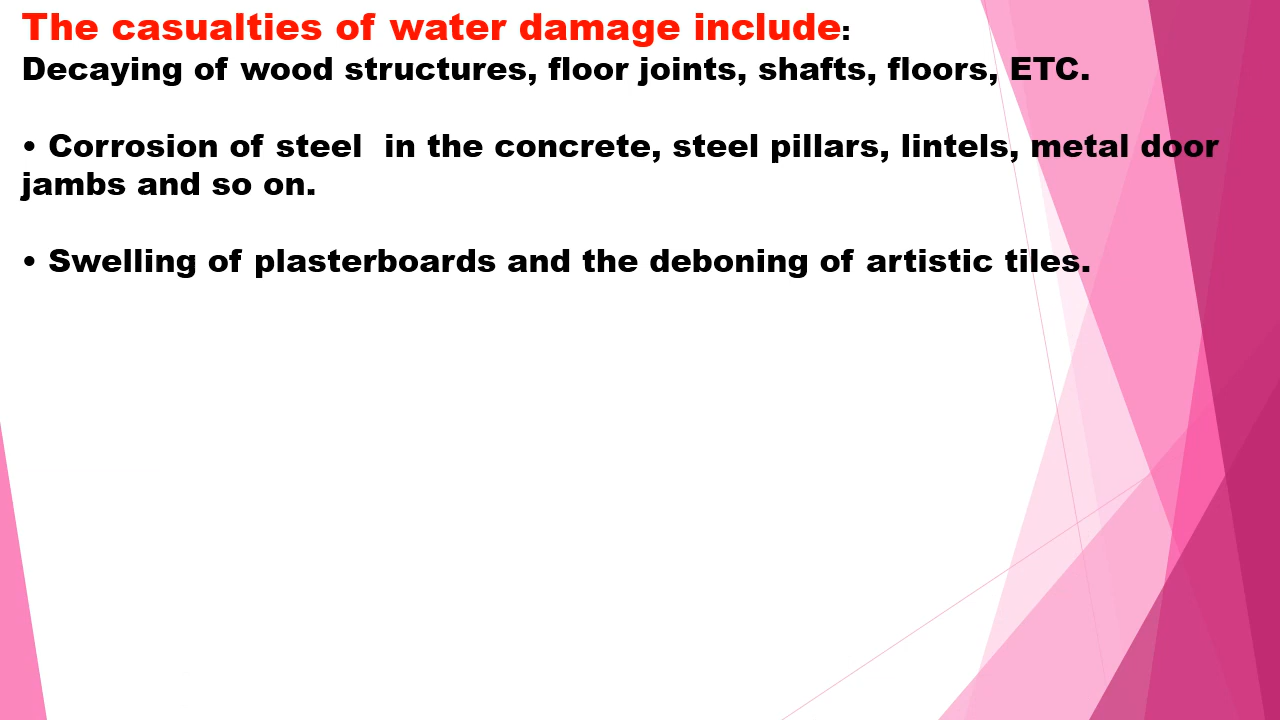 The casualties of water damage include:
Decaying of wood structures, floor joints, shafts, floors, ETC.
• Corrosion of steel  in the concrete, steel pillars, lintels, metal door
jambs and so on.
• Swelling of plasterboards and the deboning of artistic tiles.